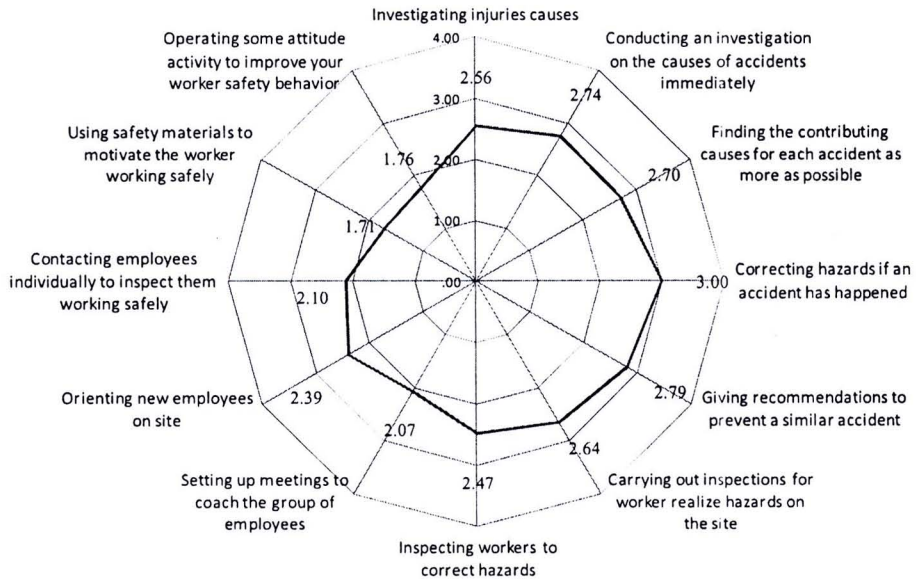 Investigating injuries causes
4.00
Conducting an investigation
on the causes of accidents
immediately
Operating some attitude
activity to improve your
worker safety behavior
2.56
2.74
3.00
Finding the contributing
causes for each accident as
more as possible
Using safety materials to
motivate the worker
working safely
1.76
2.00
2.70
1.71
1.00
Contacting employees
individually to inspect them
working safely
2.10
.00
3.00
Correcting hazards if an
accident has happened
Orienting new employees
on site
2.39
2.79
Giving recommendations to
prevent a similar accident
2.07
2.64
Setting up meetings to
coach the group of
employees
2.47
Carrying out inspections for
worker realize hazards on
the site
Inspecting workers to
correct hazards